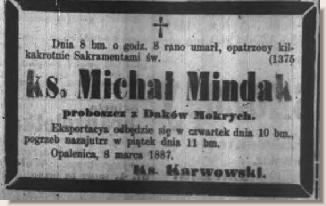 Dnia 8 bm. o godz. 8 rano umarł, opatrzony kil-
kakrotnie Sakramentami św. (1375
ks. Michał Mindak
proboszcz z Daków Mokrych.
Eksportacya odbędzie się w czwartek dnia 10 bm.,
pogrzeb nazajutrz w piątek dnia 11 bm.
Opalenica, 8 marca 1887.
Ks. Karwowski.